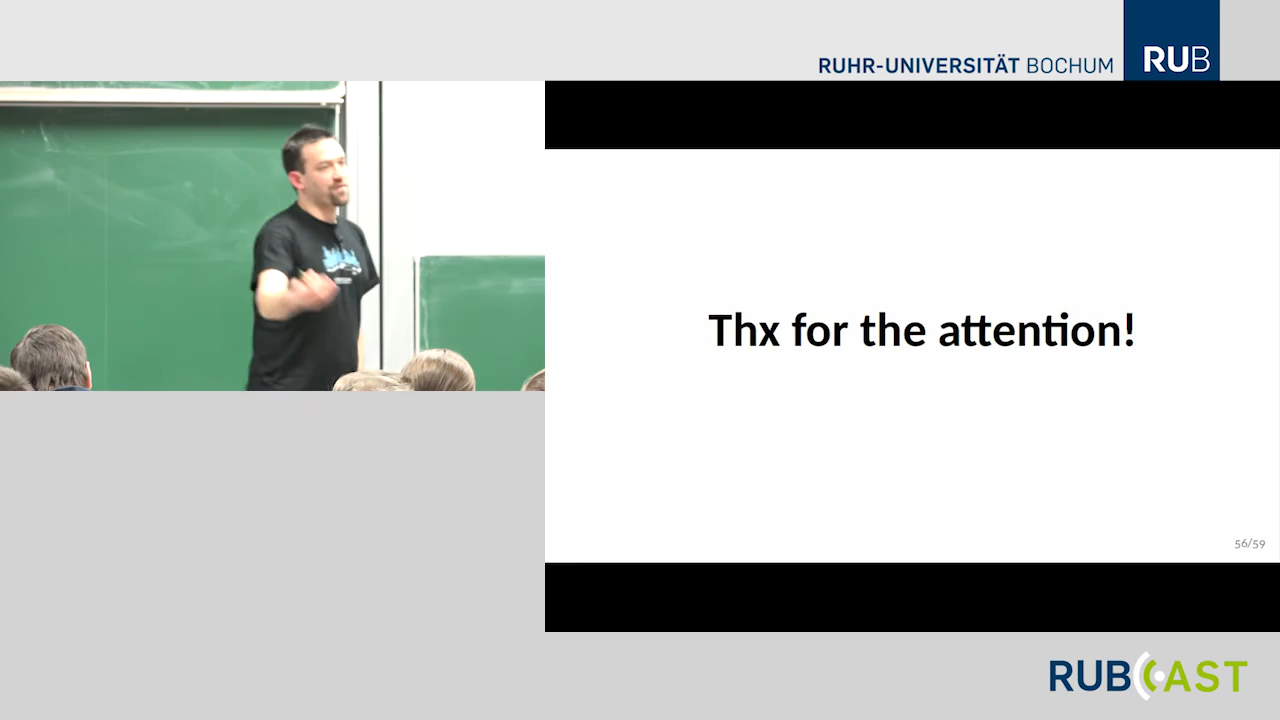 RUHR-UNIVERSITÄT BOCHUM RUB
Thx for the attention!
56/59
RUBCAST